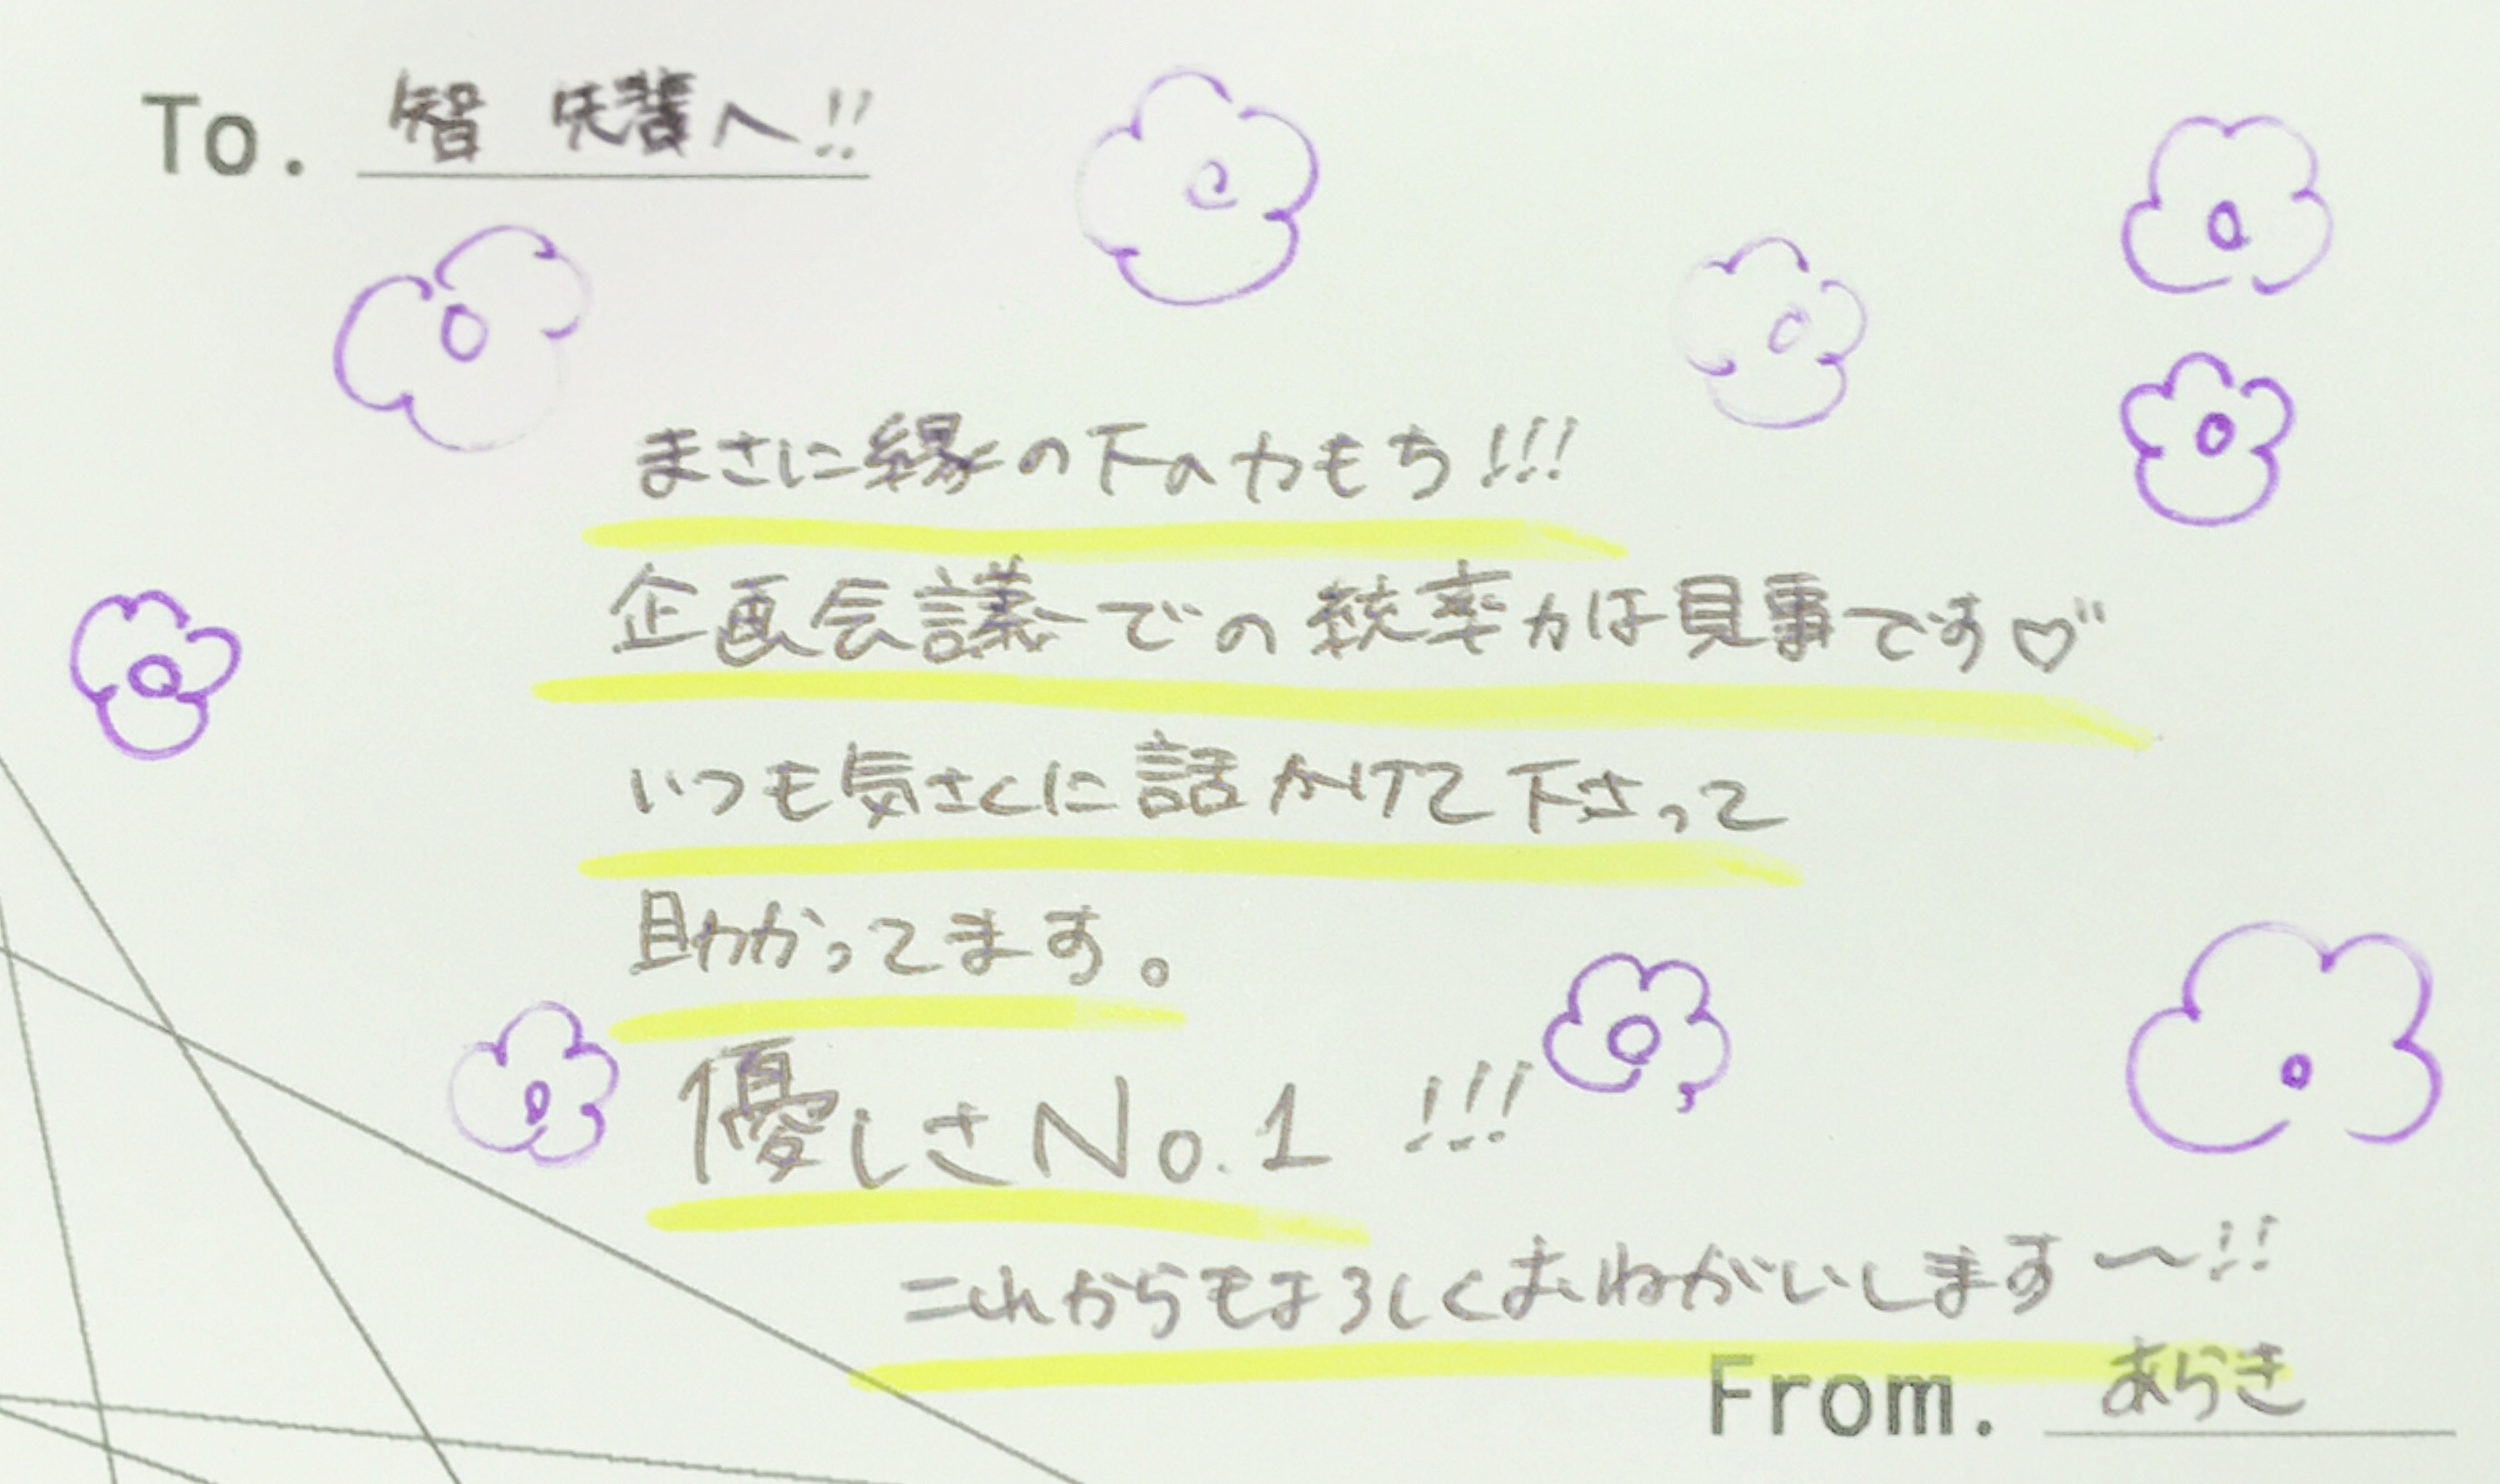 To. 智 先輩へ!!
まさに縁の下の力もち!!!
企画会議での統率力は見事です♡"
いつも気さくに話かけて下さって
助かってます。
優しさNo.1 !!!
これからもよろしくおねがいします〜!!
From. あらき